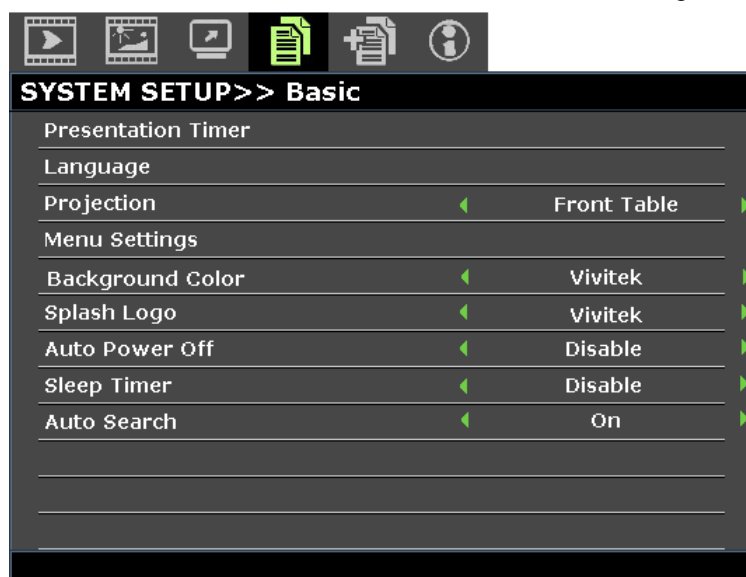 SYSTEM SETUP>> Basic
Presentation Timer
Language
Projection Front Table
Menu Settings
Background Color Vivitek
Splash Logo Vivitek
Auto Power Off Disable
Sleep Timer Disable
Auto Search On